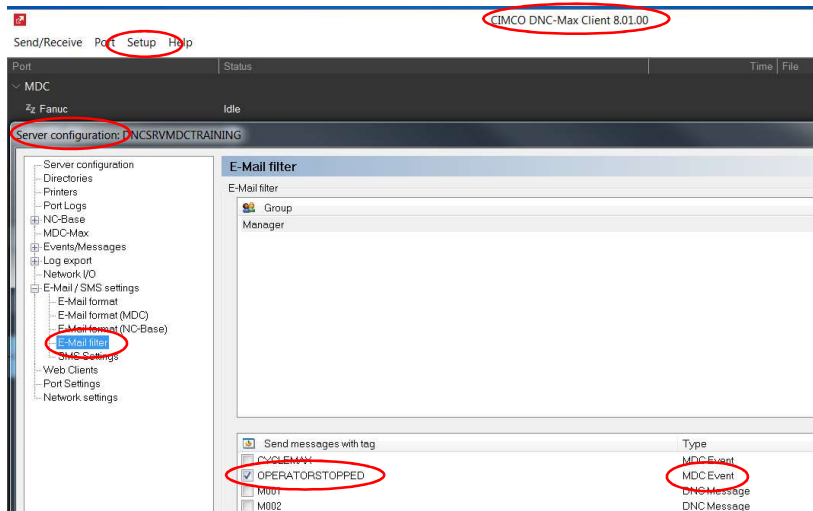 CIMCO DNC-Max Client 8.01.00
Send/Receive Port Setup Help
Port Status Time File
MDC
zz Fanuc Idle
Server configuration: DNCSRVMDCTRAINING
Server configuration
Directories
Printers
Port Logs
NC-Base
MDC-Max
Events/Messages
Log export
Network I/O
E-Mail / SMS settings
E-Mail format
E-Mail format (MDC)
E-Mail format (NC-Base)
E-Mail filter
SMS Settings
Web Clients
Port Settings
Network settings
E-Mail filter
E-Mail filter
Group
Manager
Send messages with tag Type
CYCLEMAX MDC Event
OPERATORSTOPPED MDC Event
M001 DNC Message
M002 DNC Message